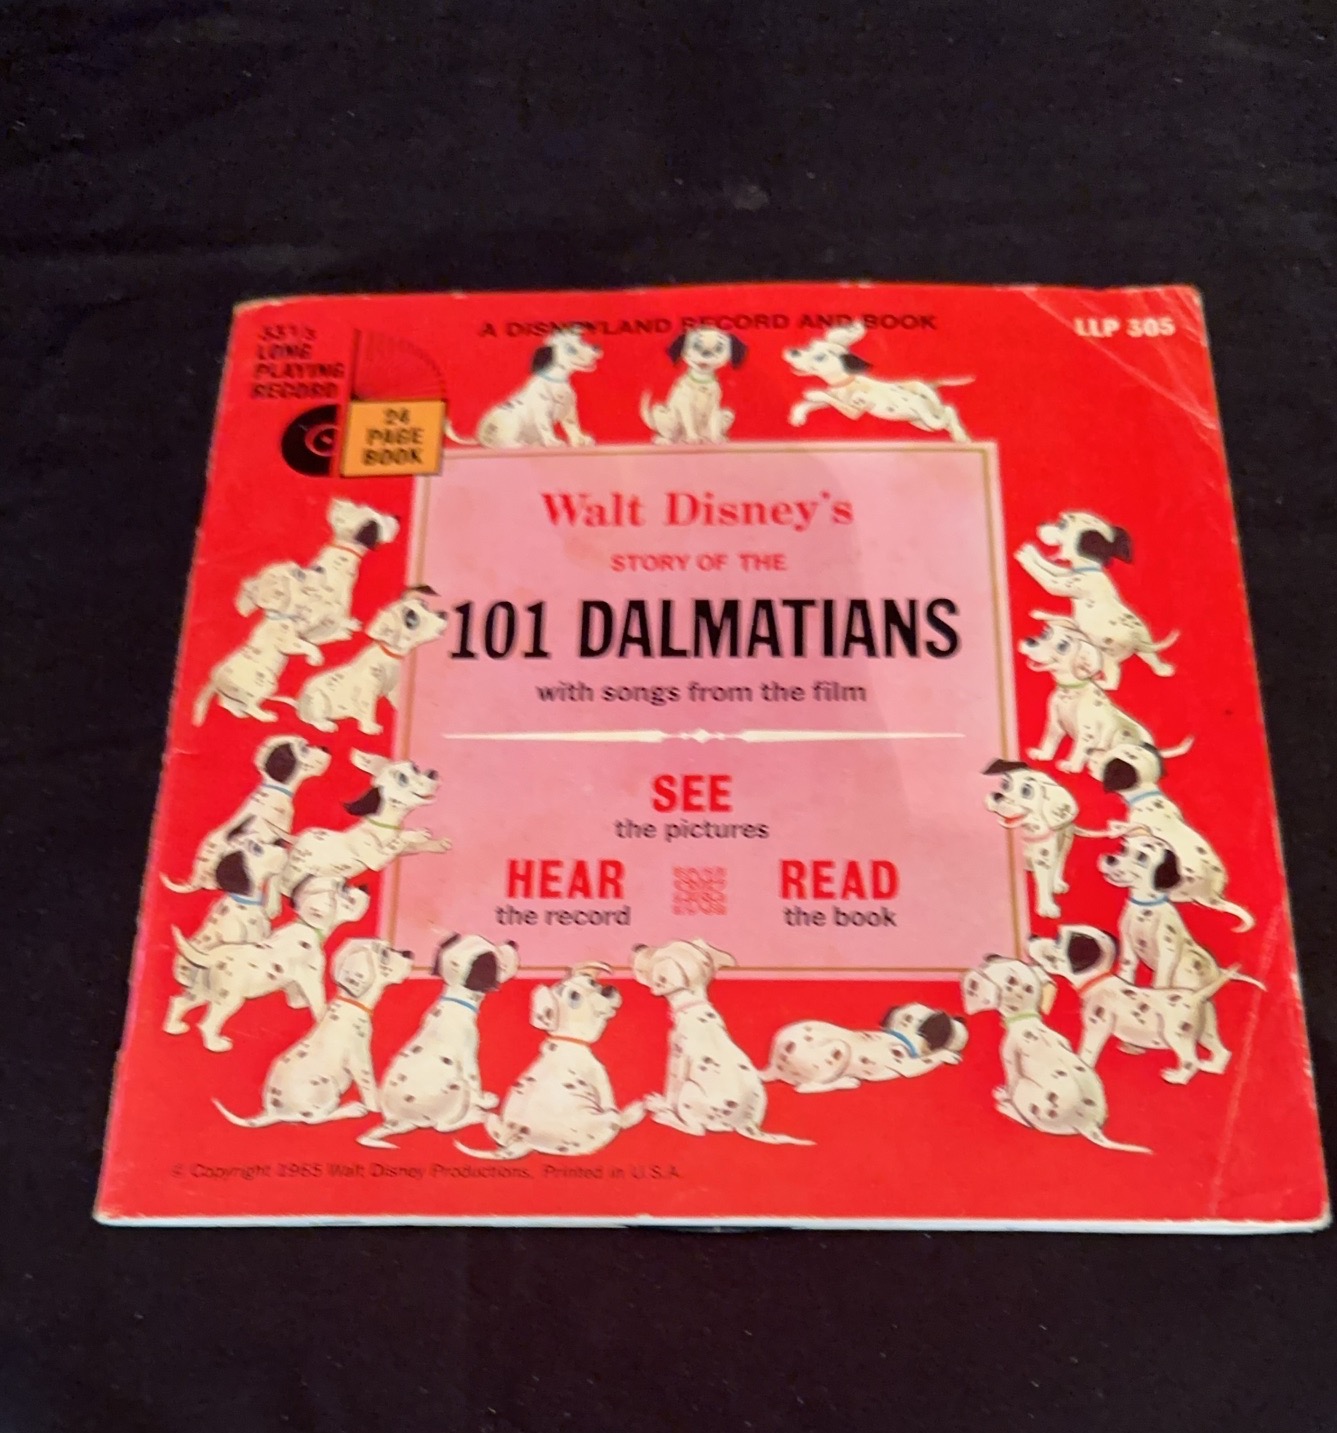 A DISNEYLAND RECORD AND BOOK
LLP 305
33 1/3
LONG
PLAYING
RECORD
24
PAGE
BOOK
Walt Disney's
STORY OF THE
101 DALMATIANS
with songs from the film
SEE
the pictures
HEAR
the record
READ
the book
© Copyright 1965 Walt Disney Productions. Printed in U.S.A.